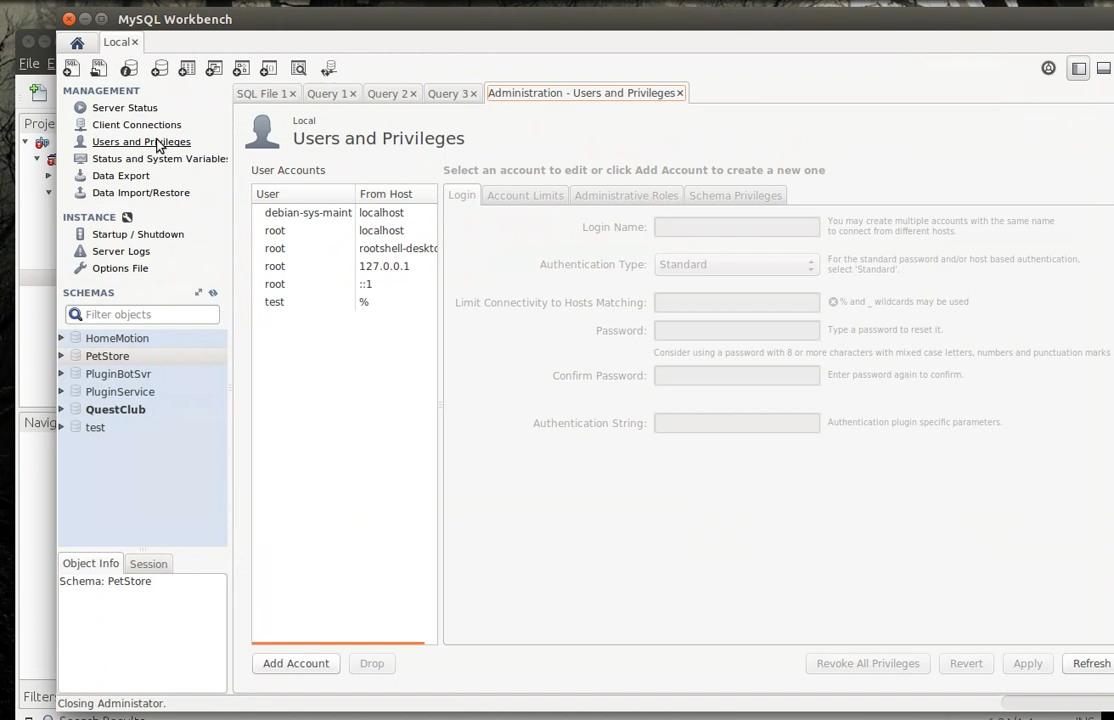 MySQL Workbench
Local×
File E
MANAGEMENT
Server Status
Client Connections
Users and Privileges
Status and System Variables
Data Export
Data Import/Restore
INSTANCE
Startup / Shutdown
Server Logs
Options File
SCHEMAS
Filter objects
HomeMotion
PetStore
PluginBotSvr
PluginService
QuestClub
test
Object Info
Session
Schema: PetStore
Closing Administator.
Proje
Navig
Filter
SQL File 1×
Query 1×
Query 2×
Query 3×
Administration - Users and Privileges×
Local
Users and Privileges
User Accounts
User From Host
debian-sys-maint localhost
root localhost
root rootshell-deskto
root 127.0.0.1
root ::1
test %
Add Account
Drop
Select an account to edit or click Add Account to create a new one
Login
Account Limits
Administrative Roles
Schema Privileges
Login Name:
You may create multiple accounts with the same name
to connect from different hosts.
Authentication Type:
Standard
For the standard password and/or host based authentication,
select 'Standard'.
Limit Connectivity to Hosts Matching:
% and _ wildcards may be used
Password:
Type a password to reset it.
Consider using a password with 8 or more characters with mixed case letters, numbers and punctuation marks
Confirm Password:
Enter password again to confirm.
Authentication String:
Authentication plugin specific parameters.
Revoke All Privileges
Revert
Apply
Refresh